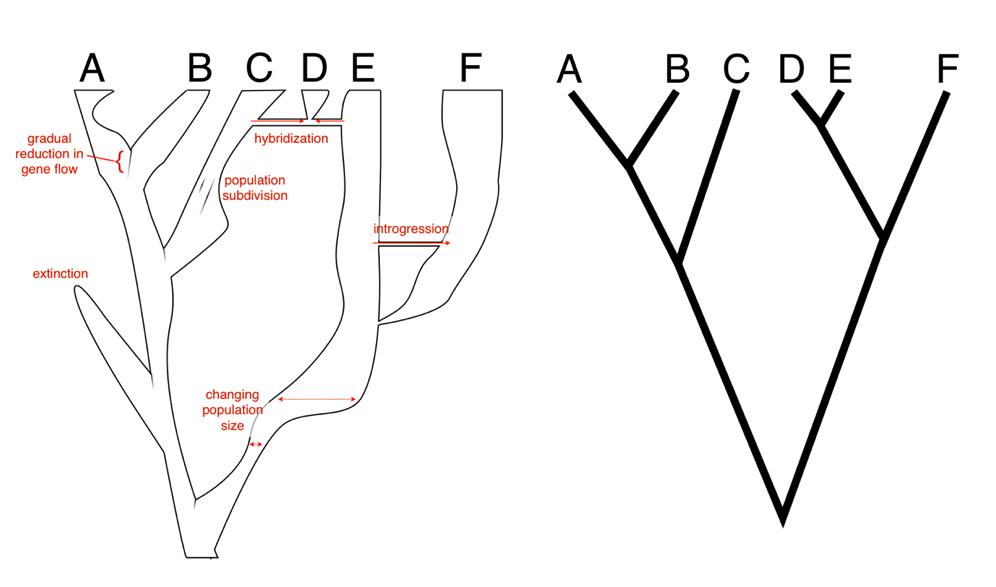 A B C D E F
A B C D E F
gradual
reduction in
gene flow
hybridization
population
subdivision
introgression
extinction
changing
population
size